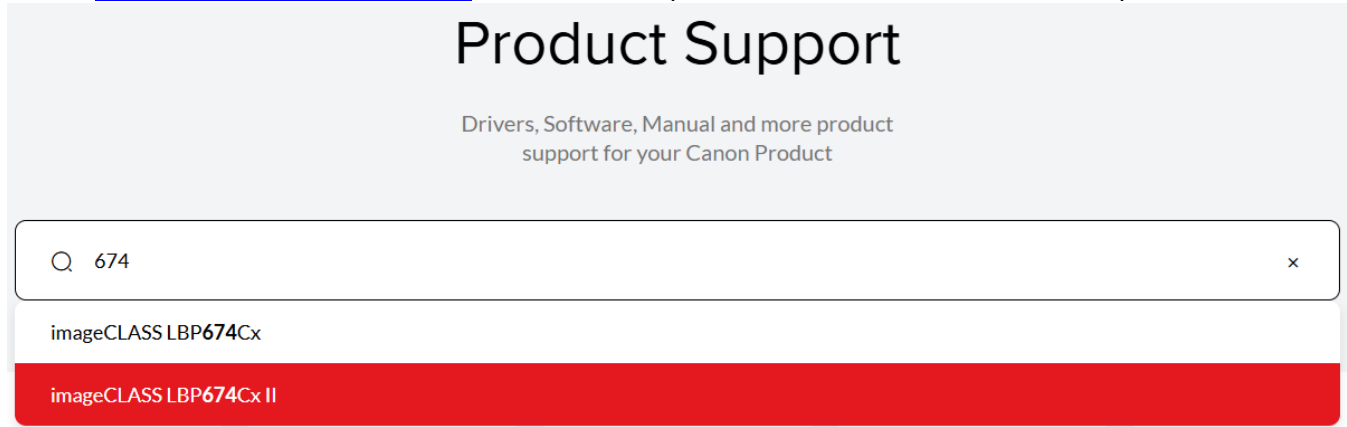 Product Support
Drivers, Software, Manual and more product
support for your Canon Product
674 ×
imageCLASS LBP674Cx
imageCLASS LBP674Cx II